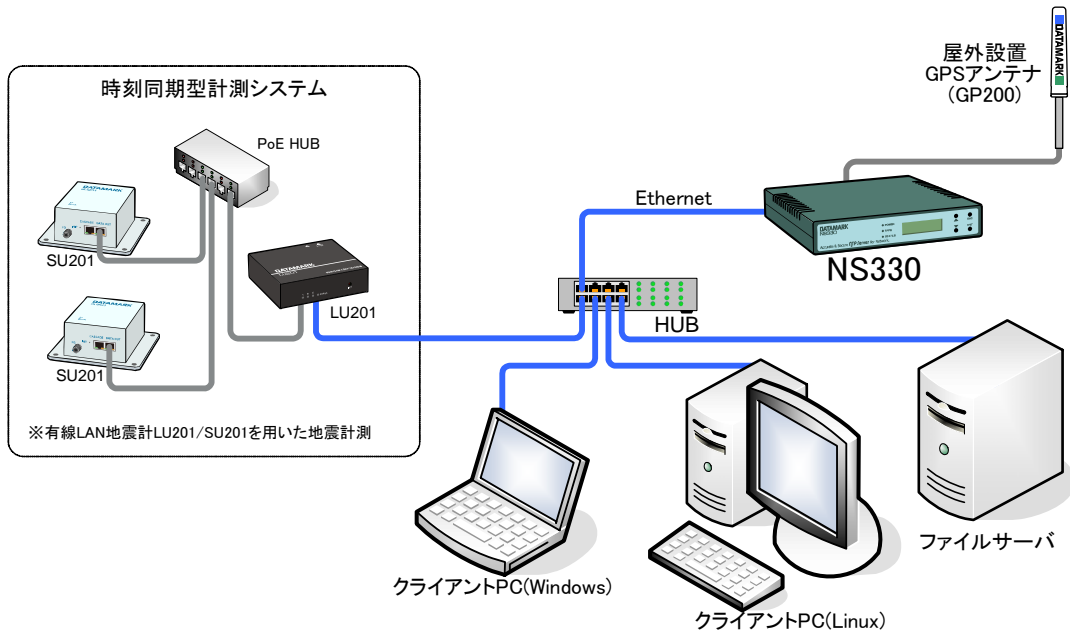 時刻同期型計測システム
PoE HUB
DATAMARK
SU201
DATAMARK
LU201
DATAMARK
SU201
※有線LAN地震計LU201/SU201を用いた地震計測
屋外設置
GPSアンテナ
(GP200)
DATAMARK
Ethernet
DATAMARK
NS330
HUB
クライアントPC(Windows)
クライアントPC(Linux)
ファイルサーバ